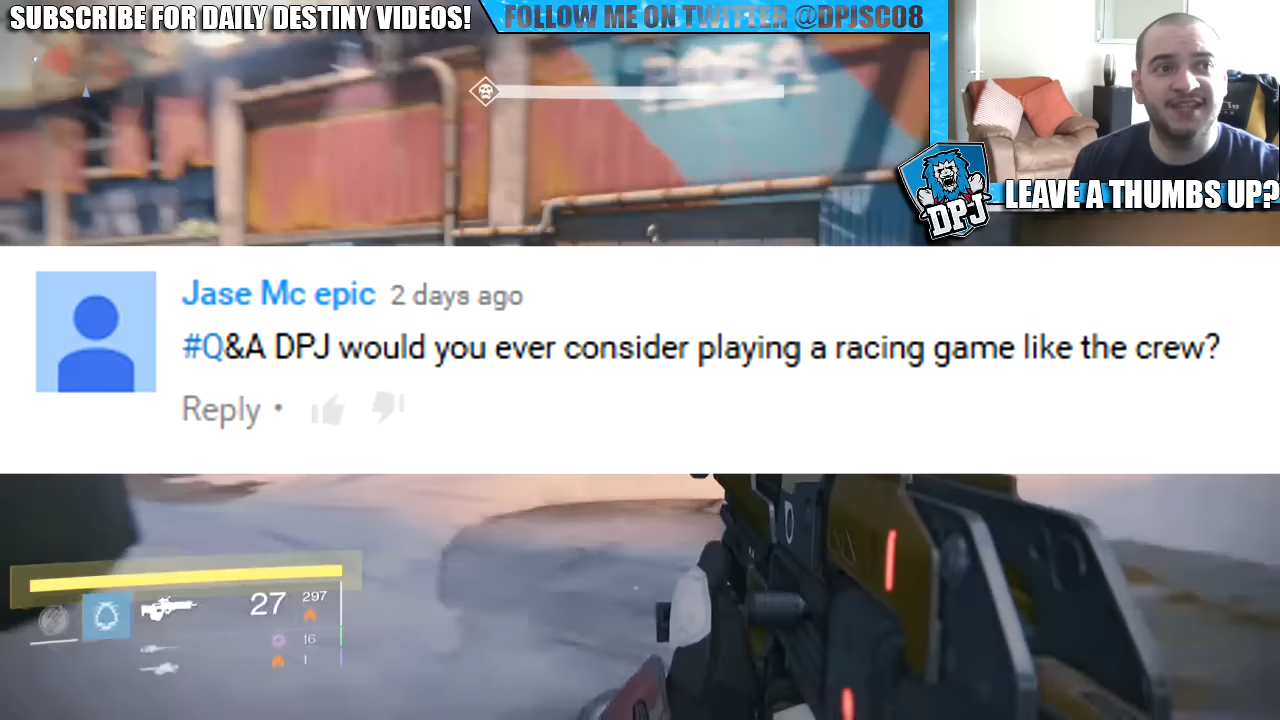 SUBSCRIBE FOR DAILY DESTINY VIDEOS!
FOLLOW ME ON TWITTER @DPJSC08
DPJ
LEAVE A THUMBS UP?
Jase Mc epic 2 days ago
#Q&A DPJ would you ever consider playing a racing game like the crew?
Reply •
27 297
16
1